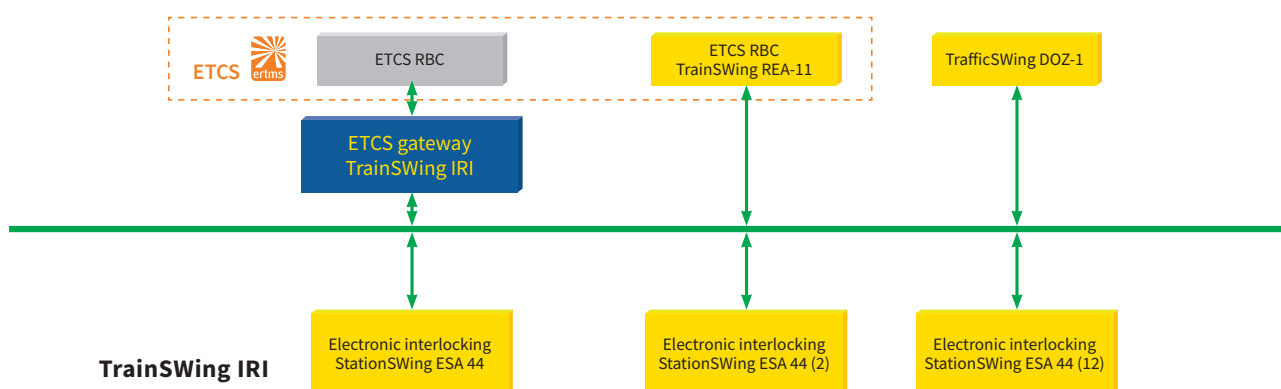 ETCS
ertms
ETCS RBC
ETCS RBC
TrainSWing REA-11
TrafficSWing DOZ-1
ETCS gateway
TrainSWing IRI
Electronic interlocking
StationSWing ESA 44
Electronic interlocking
StationSWing ESA 44 (2)
Electronic interlocking
StationSWing ESA 44 (12)
TrainSWing IRI